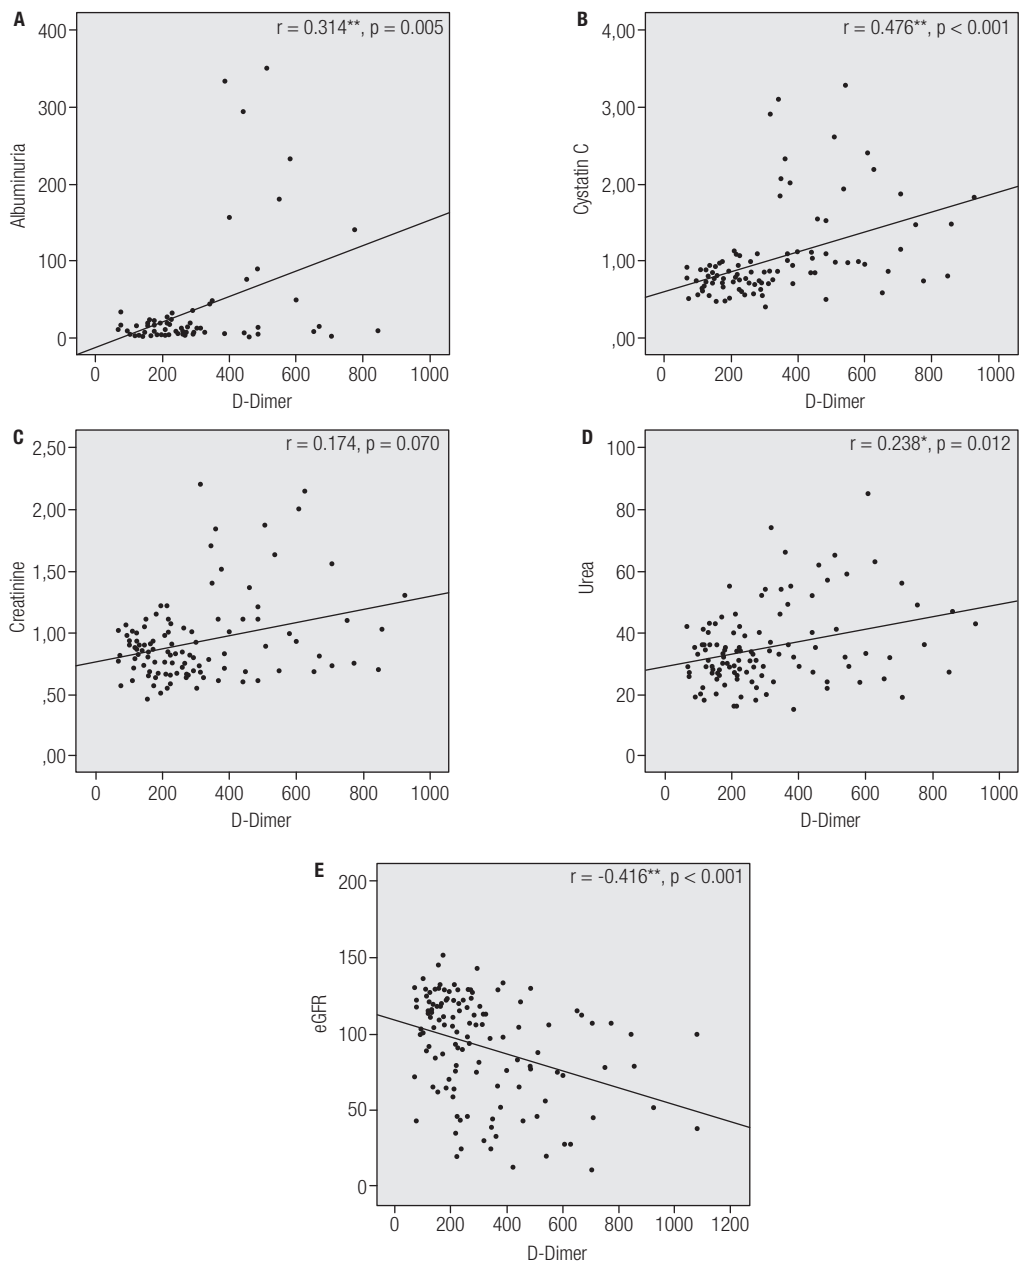 A
r = 0.314**, p = 0.005
400
300
200
100
0
Albuminuria
0 200 400 600 800 1000
D-Dimer
B
r = 0.476**, p < 0.001
4,00
3,00
2,00
1,00
,00
Cystatin C
0 200 400 600 800 1000
D-Dimer
C
r = 0.174, p = 0.070
2,50
2,00
1,50
1,00
,50
,00
Creatinine
0 200 400 600 800 1000
D-Dimer
D
r = 0.238*, p = 0.012
100
80
60
40
20
0
Urea
0 200 400 600 800 1000
D-Dimer
E
r = -0.416**, p < 0.001
200
150
100
50
0
eGFR
0 200 400 600 800 1000 1200
D-Dimer